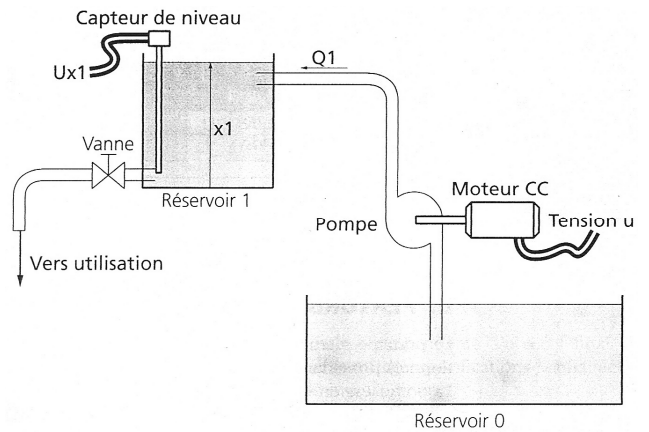 Capteur de niveau
Ux1
Q1
x1
Vanne
Réservoir 1
Moteur CC
Pompe
Tension u
Vers utilisation
Réservoir 0